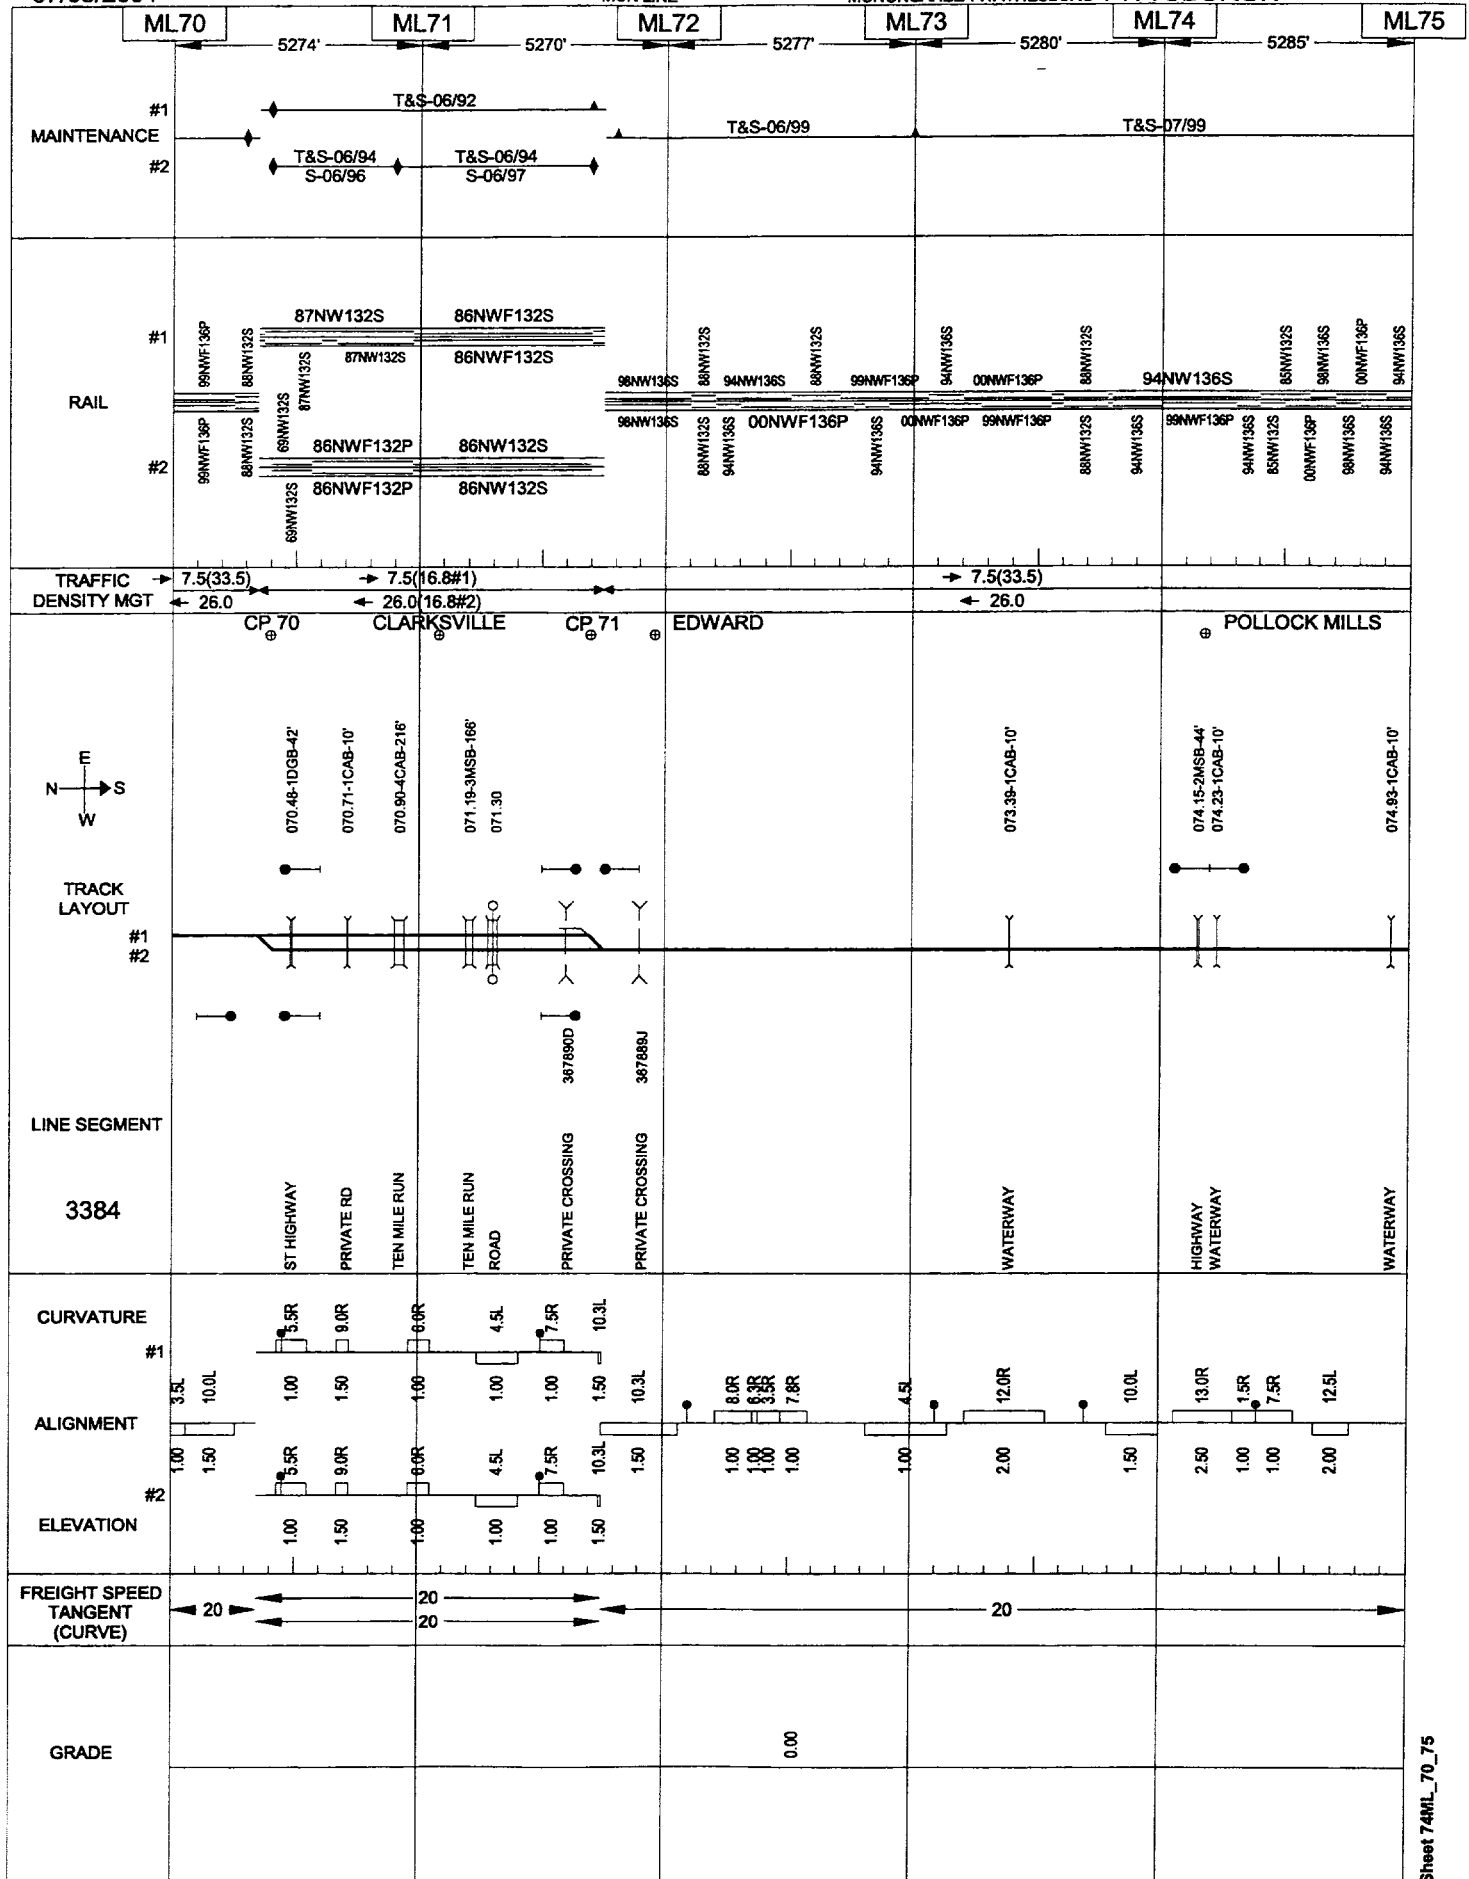 ML70 ML71 ML72 ML73 ML74 ML75
5274' 5270' 5277' 5280' 5285'
#1 T&S-06/92
MAINTENANCE T&S-06/99 T&S-07/99
#2 T&S-06/94 T&S-06/94
S-06/96 S-06/97
87NW132S 86NWF132S
#1 99NWF136P 88NW132S
87NW132S 87NW132S 86NWF132S
88NW132S 88NW132S 94NW136S 88NW132S 85NW132S 98NW136S 00NWF136P 94NW136S
98NW136S 94NW136S 99NWF136P 00NWF136P 94NW136S
RAIL
98NW136S 00NWF136P 00NWF136P 99NWF136P 99NWF136P
99NWF136P 88NW132S 69NW132S 88NW132S 94NW136S 94NW136S 88NW132S 94NW136S 94NW136S 85NW132S 00NWF136P 98NW136S 94NW136S
86NWF132P 86NW132S
#2
69NW132S 86NWF132P 86NW132S
TRAFFIC 7.5(33.5) 7.5(16.8#1) 7.5(33.5)
DENSITY MGT 26.0 26.0(16.8#2) 26.0
CP 70 CLARKSVILLE CP 71 EDWARD POLLOCK MILLS
070.48-1DGB-42' 070.71-1CAB-10' 070.90-4CAB-216' 071.19-3MSB-166' 071.30 073.39-1CAB-10' 074.15-2MSB-44' 074.23-1CAB-10' 074.93-1CAB-10'
E
N S
W
TRACK
LAYOUT
#1
#2
367890D 367889J
LINE SEGMENT
3384
ST HIGHWAY PRIVATE RD TEN MILE RUN TEN MILE RUN ROAD PRIVATE CROSSING PRIVATE CROSSING WATERWAY HIGHWAY WATERWAY WATERWAY
CURVATURE 5.5R 9.0R 6.0R 4.5L 7.5R 10.3L
#1
1.00 1.50 1.00 1.00 1.00 1.50
3.5L 10.0L 10.3L 8.0R 6.3R 3.5R 7.8R 4.5L 12.0R 10.0L 13.0R 1.5R 7.5R 12.5L
ALIGNMENT
1.00 1.50 1.50 1.00 1.00 1.00 1.00 1.00 2.00 1.50 2.50 1.00 1.00 2.00
5.5R 9.0R 6.0R 4.5L 7.5R 10.3L
#2
ELEVATION 1.00 1.50 1.00 1.00 1.00 1.50
FREIGHT SPEED 20
TANGENT 20 20
(CURVE) 20
GRADE 0.00
Sheet 74ML_70_75